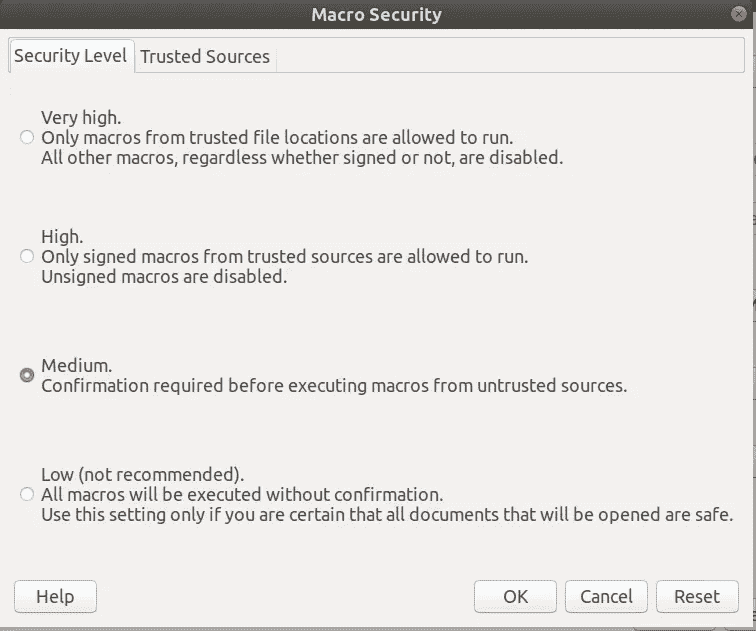 Macro Security
Security Level
Trusted Sources
Very high.
Only macros from trusted file locations are allowed to run.
All other macros, regardless whether signed or not, are disabled.
High.
Only signed macros from trusted sources are allowed to run.
Unsigned macros are disabled.
Medium.
Confirmation required before executing macros from untrusted sources.
Low (not recommended).
All macros will be executed without confirmation.
Use this setting only if you are certain that all documents that will be opened are safe.
Help
OK
Cancel
Reset